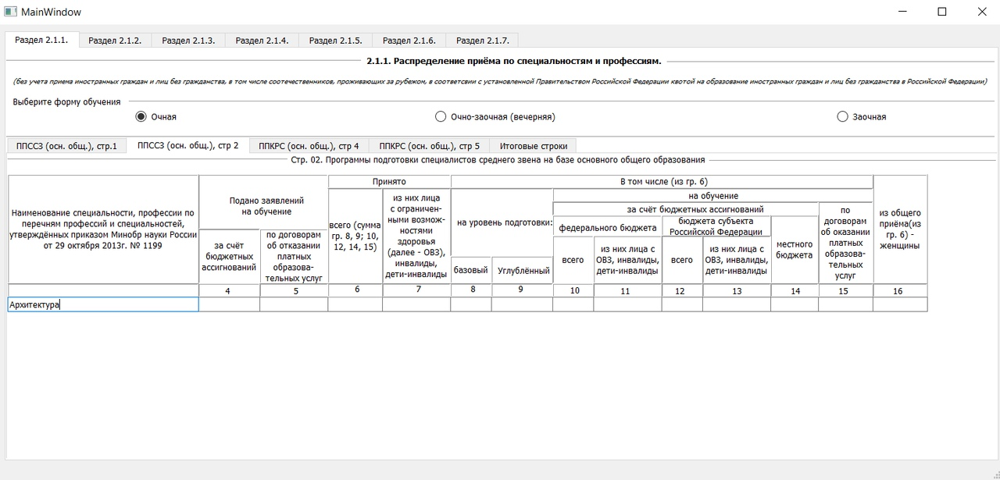 MainWindow
Раздел 2.1.1. Раздел 2.1.2. Раздел 2.1.3. Раздел 2.1.4. Раздел 2.1.5. Раздел 2.1.6. Раздел 2.1.7.
2.1.1. Распределение приёма по специальностям и профессиям.
(без учета приема иностранных граждан и лиц без гражданства, в том числе соотечественников, проживающих за рубежом, в соответсвии с установленной Правительством Российской Федерации квотой на образование иностранных граждан и лиц без гражданства в Российской Федерации)
Выберите форму обучения
Очная Очно-заочная (вечерняя) Заочная
ППССЗ (осн. общ.), стр.1 ППССЗ (осн. общ.), стр 2 ППКРС (осн. общ.), стр 4 ППКРС (осн. общ.), стр 5 Итоговые строки
Стр. 02. Программы подготовки специалистов среднего звена на базе основного общего образования
Наименование специальности, профессии по
перечням профессий и специальностей,
утверждённых приказом Минобр науки России
от 29 октября 2013г. № 1199
Подано заявлений
на обучение
за счёт
бюджетных
ассигнований
по договорам
об отказании
платных
образова-
тельных услуг
Принято
всего (сумма
гр. 8, 9; 10,
12, 14, 15)
из них лица
с ограничен-
ными возмож-
ностями
здоровья
(далее - ОВЗ),
инвалиды,
дети-инвалиды
В том числе (из гр. 6)
на уровень подготовки:
базовый
Углублённый
на обучение
за счёт бюджетных ассигнований
федерального бюджета
всего
из них лица с
ОВЗ, инвалиды,
дети-инвалиды
бюджета субъекта
Российской Федерации
всего
из них лица с
ОВЗ, инвалиды,
дети-инвалиды
местного
бюджета
по
договорам
об оказании
платных
образова-
тельных
услуг
из общего
приёма(из
гр. 6) -
женщины
4 5 6 7 8 9 10 11 12 13 14 15 16
Архитектура